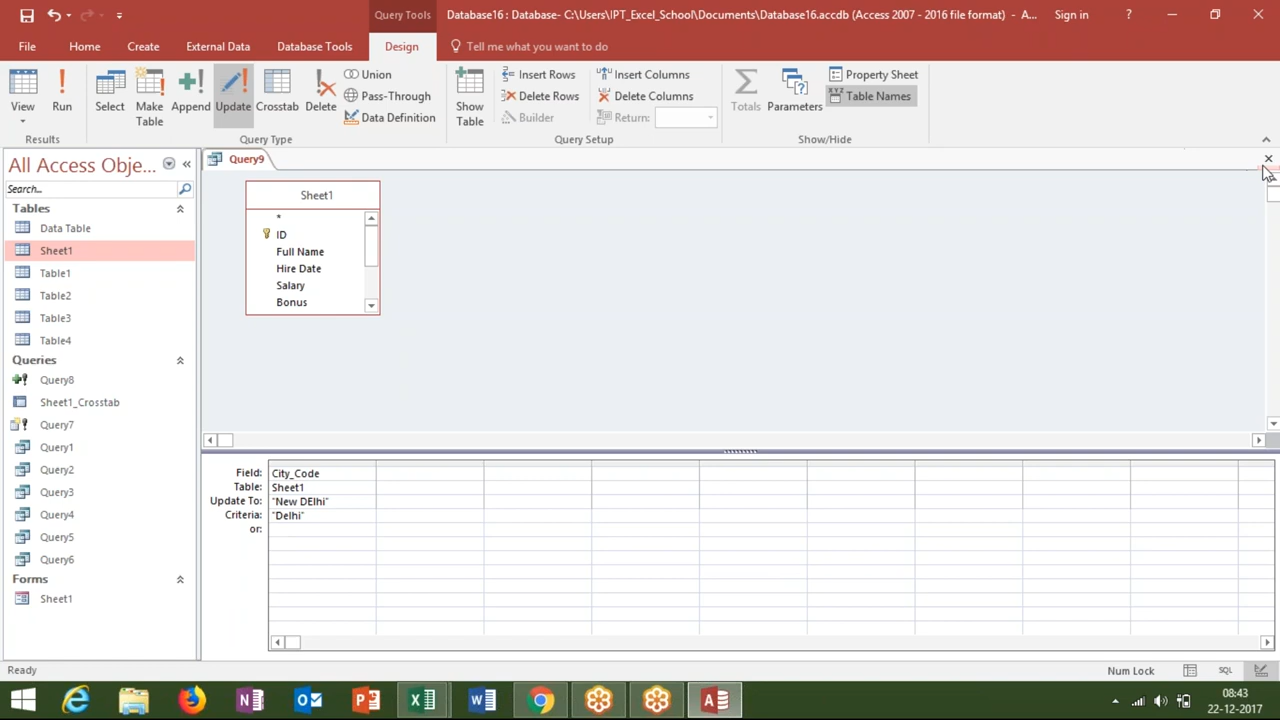 Query Tools
Database16 : Database- C:\Users\IPT_Excel_School\Documents\Database16.accdb (Access 2007 - 2016 file format) - A...
Sign in
?
File Home Create External Data Database Tools Design Tell me what you want to do
View
Run
Results
Select
Make Table
Append
Update
Crosstab
Delete
Union
Pass-Through
Data Definition
Query Type
Show Table
Insert Rows
Delete Rows
Builder
Insert Columns
Delete Columns
Return:
Query Setup
Totals
Parameters
Property Sheet
Table Names
Show/Hide
All Access Obje...
Search...
Tables
Data Table
Sheet1
Table1
Table2
Table3
Table4
Queries
Query8
Sheet1_Crosstab
Query7
Query1
Query2
Query3
Query4
Query5
Query6
Forms
Sheet1
Query9
Sheet1
*
ID
Full Name
Hire Date
Salary
Bonus
Field: City_Code
Table: Sheet1
Update To: "New DElhi"
Criteria: "Delhi"
or:
Ready
Num Lock
SQL
08:43
22-12-2017